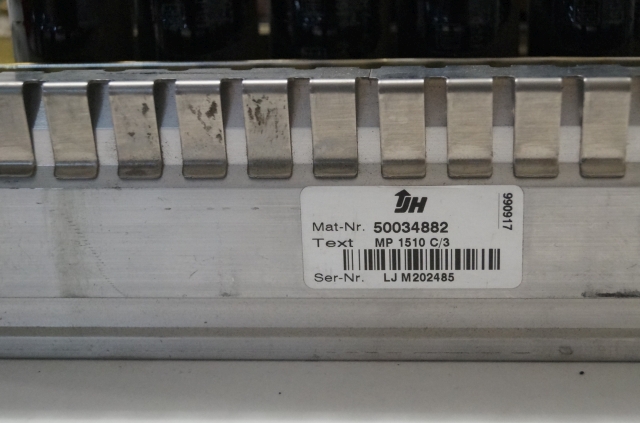 JH
Mat-Nr. 50034882
Text MP 1510 C/3
Ser-Nr. LJ M202485
990917